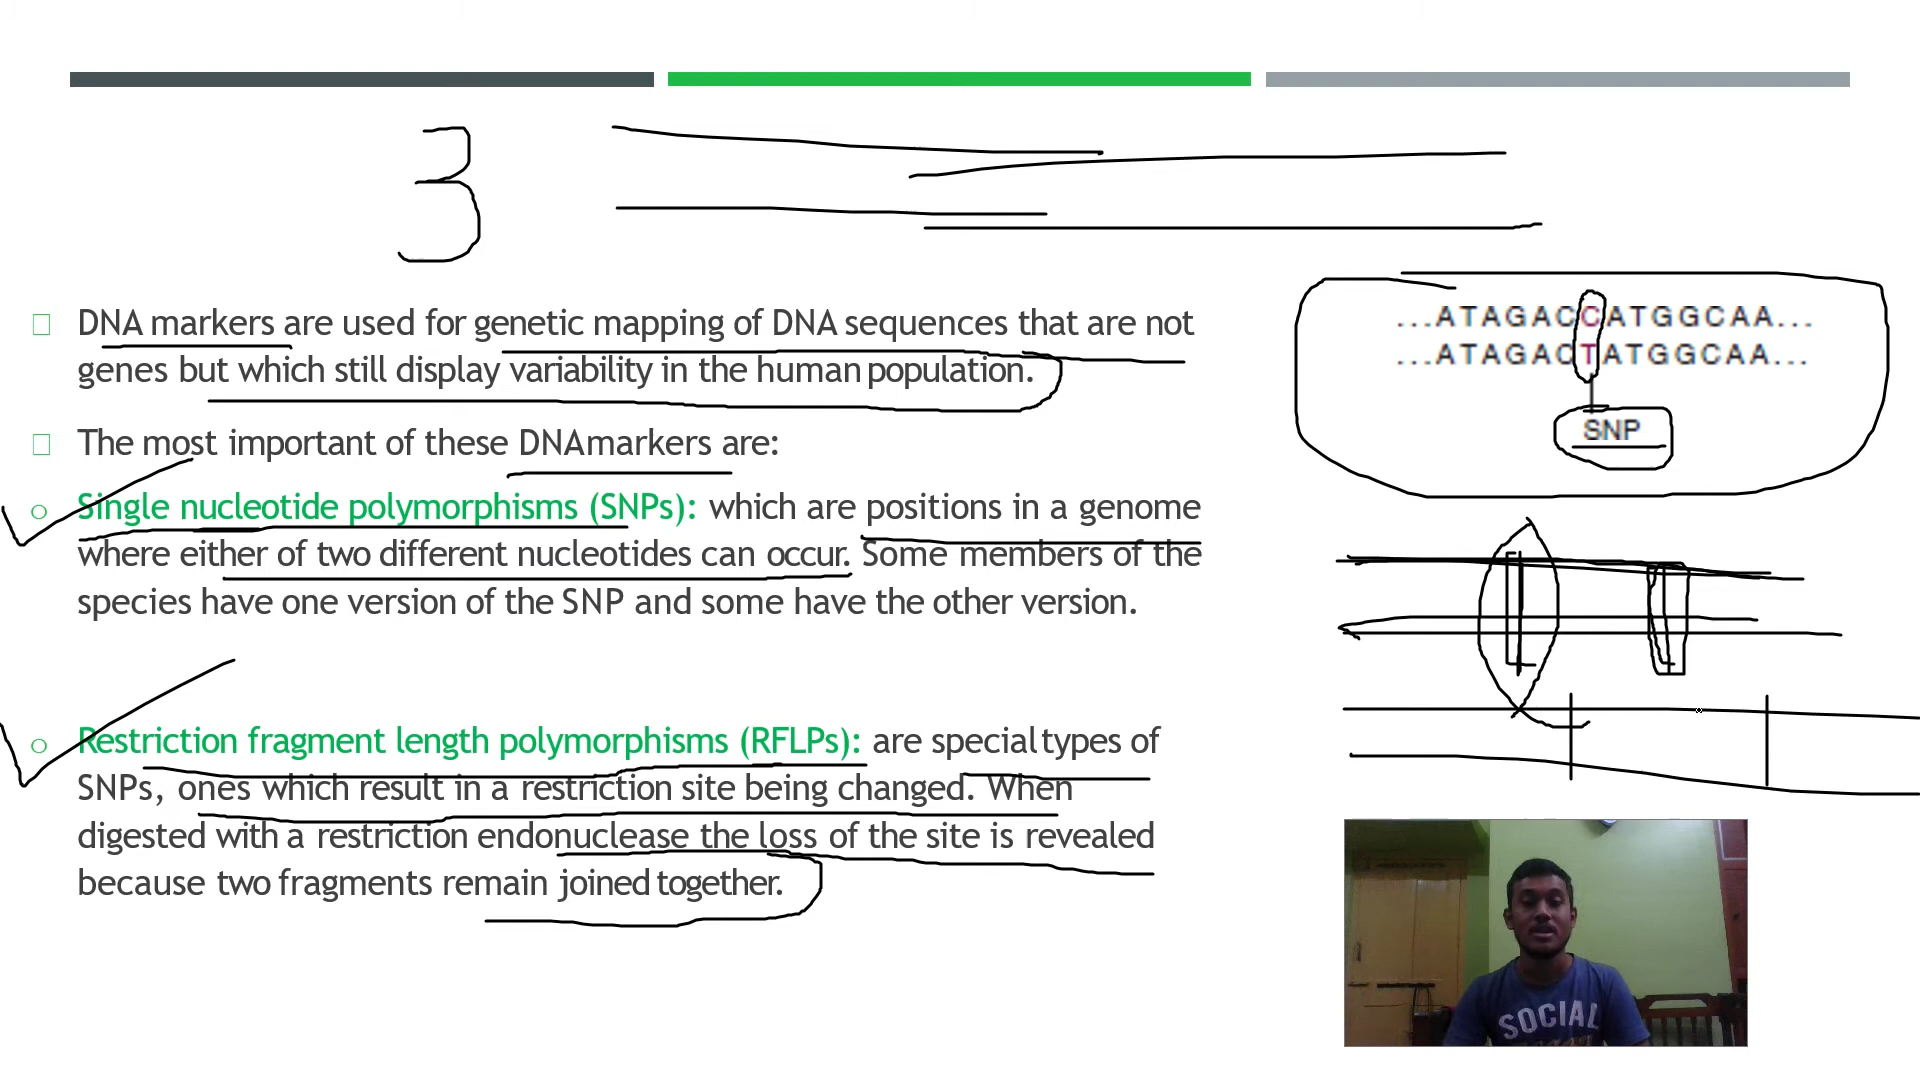 3
DNA markers are used for genetic mapping of DNA sequences that are not
genes but which still display variability in the human population.
The most important of these DNA markers are:
Single nucleotide polymorphisms (SNPs): which are positions in a genome
where either of two different nucleotides can occur. Some members of the
species have one version of the SNP and some have the other version.
Restriction fragment length polymorphisms (RFLPs): are special types of
SNPs, ones which result in a restriction site being changed. When
digested with a restriction endonuclease the loss of the site is revealed
because two fragments remain joined together.
...ATAGACCATGGCAA...
...ATAGACTATGGCAA...
SNP
SOCIAL